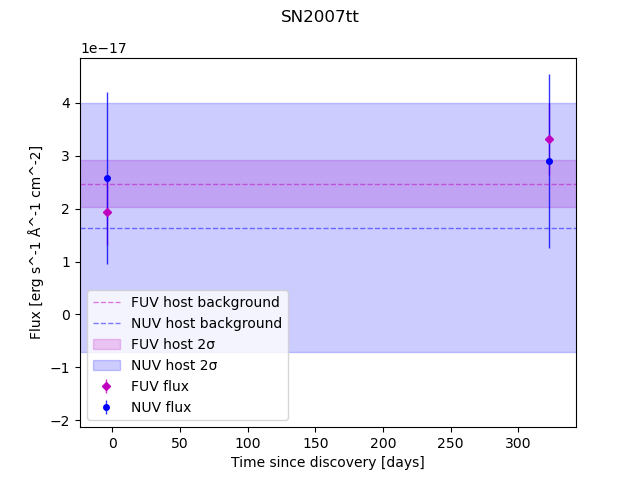 SN2007tt
1e−17
4
3
2
1
0
−1
−2
Flux [erg s^-1 Å^-1 cm^-2]
FUV host background
NUV host background
FUV host 2σ
NUV host 2σ
FUV flux
NUV flux
0 50 100 150 200 250 300
Time since discovery [days]